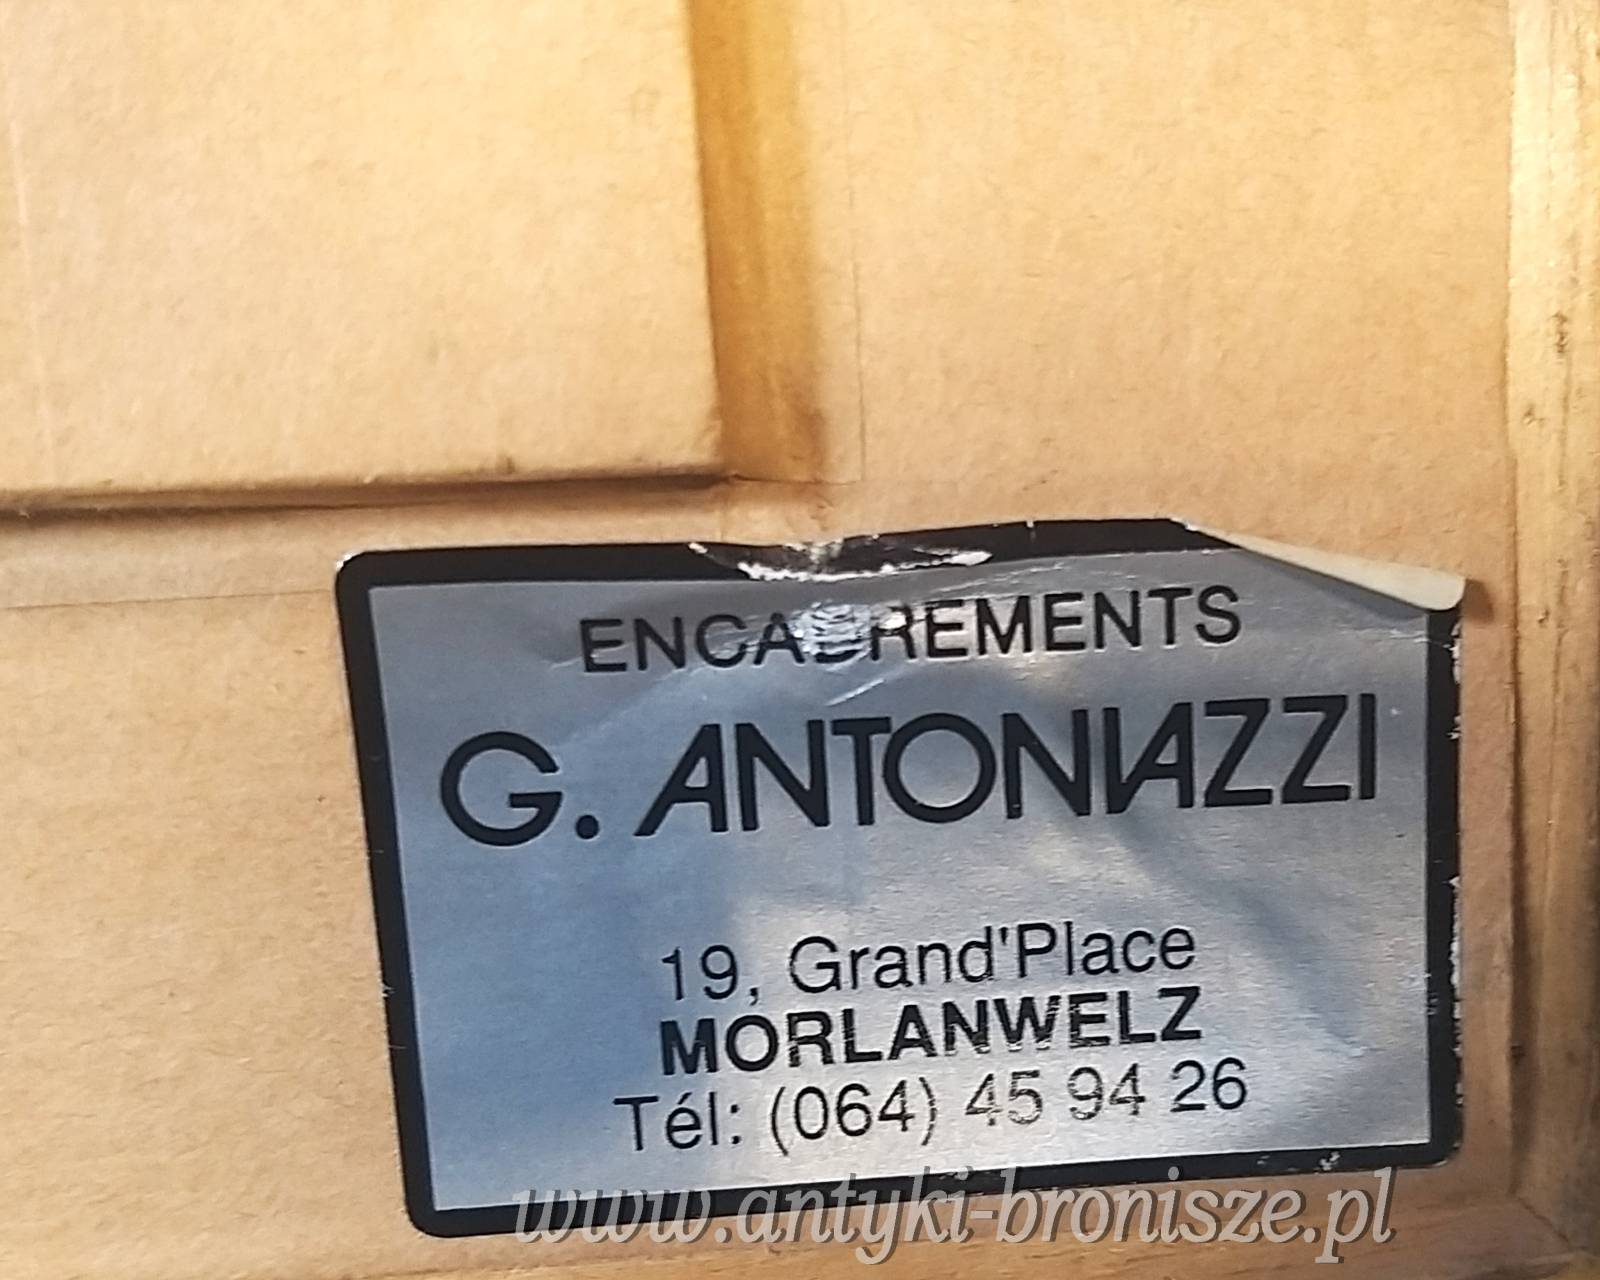 ENCADREMENTS
G. ANTONIAZZI
19, Grand'Place
MORLANWELZ
Tél: (064) 45 94 26
www.antyki-bronisze.pl